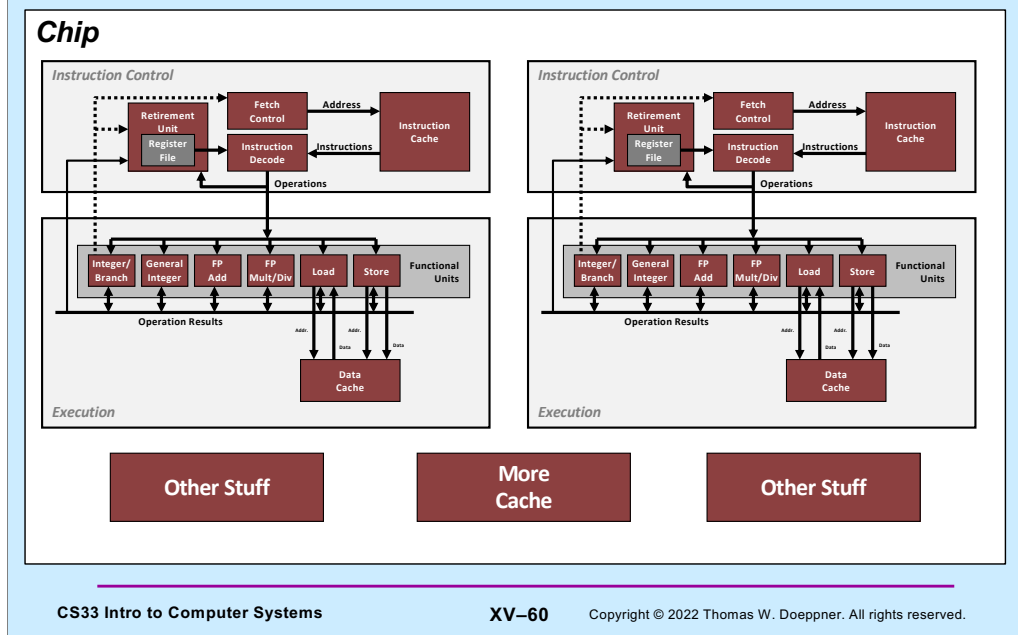 Chip
Instruction Control
Retirement
Unit
Register
File
Fetch
Control
Address
Instruction
Decode
Instructions
Instruction
Cache
Operations
Integer/
Branch
General
Integer
FP
Add
FP
Mult/Div
Load
Store
Functional
Units
Operation Results
Addr.
Data
Addr.
Data
Data
Cache
Execution
Instruction Control
Retirement
Unit
Register
File
Fetch
Control
Address
Instruction
Decode
Instructions
Instruction
Cache
Operations
Integer/
Branch
General
Integer
FP
Add
FP
Mult/Div
Load
Store
Functional
Units
Operation Results
Addr.
Data
Addr.
Data
Data
Cache
Execution
Other Stuff
More
Cache
Other Stuff
CS33 Intro to Computer Systems
XV–60
Copyright © 2022 Thomas W. Doeppner. All rights reserved.